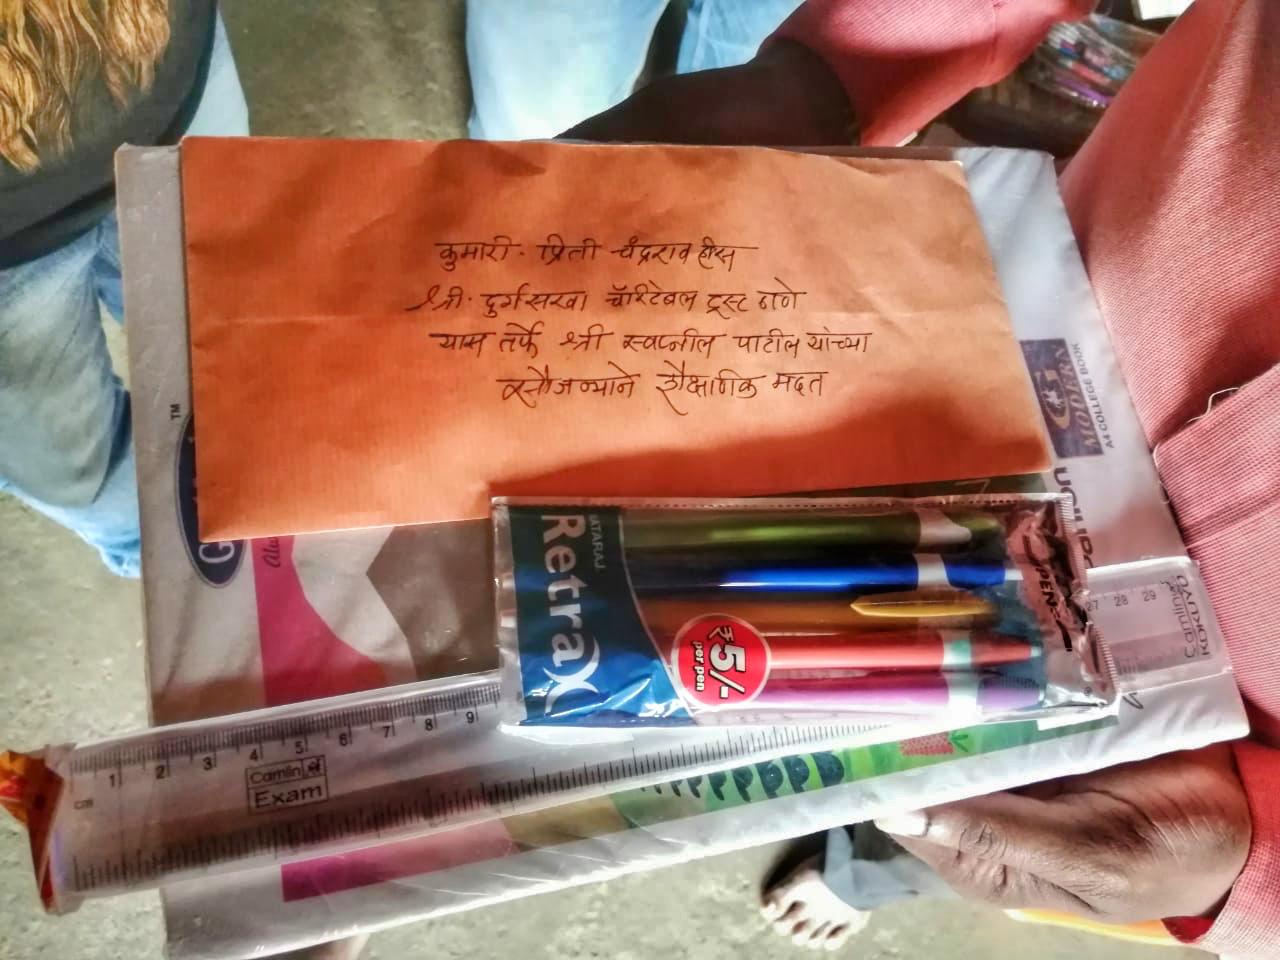 कुमारी. प्रिती चंद्रराव हीस
श्री. दुर्गसखा चॅरिटेबल ट्रस्ट ठाणे
यास तर्फे श्री स्वप्नील पाटील यांच्या
सौजन्याने शैक्षणिक मदत
TM
MODERN
A4 COLLEGE BOOK
NATARAJ
RetraX
₹5/-
per pen
PEN
27 28 29
Camlin
KOKUYO
1 2 3 4 5 6 7 8 9
cm
Camlin
Exam